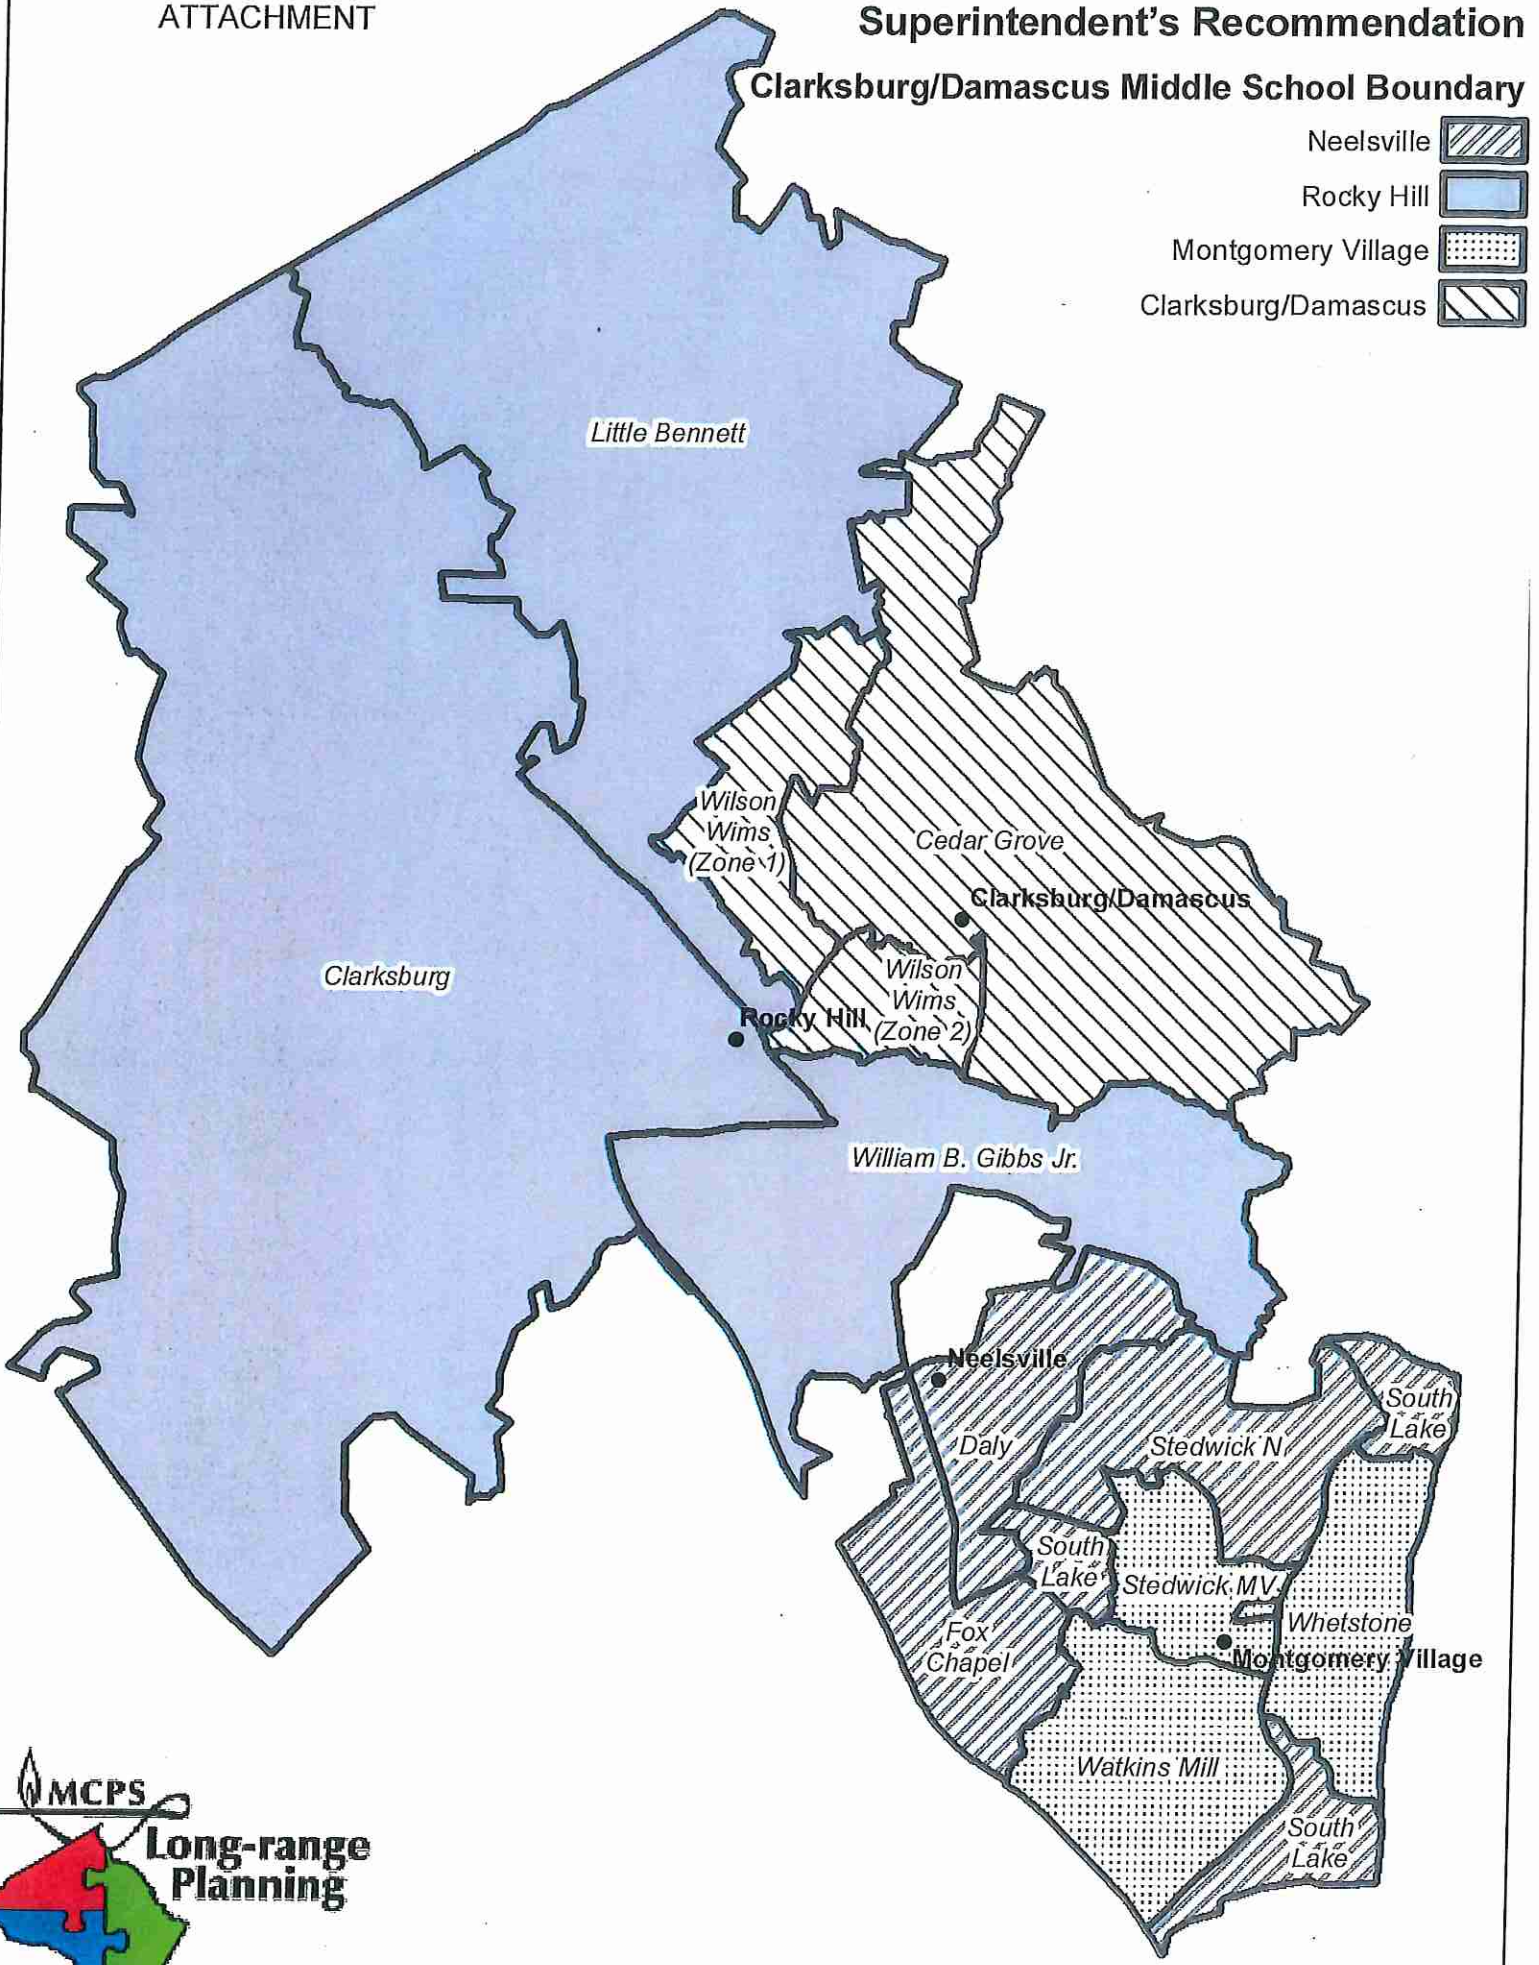 ATTACHMENT
Superintendent's Recommendation
Clarksburg/Damascus Middle School Boundary
Neelsville
Rocky Hill
Montgomery Village
Clarksburg/Damascus
Little Bennett
Wilson
Wims
(Zone 1)
Cedar Grove
Clarksburg/Damascus
Clarksburg
Wilson
Wims
(Zone 2)
Rocky Hill
William B. Gibbs Jr.
Neelsville
South
Lake
Daly
Stedwick N
South
Lake
Stedwick MV
Whetstone
Fox
Chapel
Montgomery Village
Watkins Mill
South
Lake
MCPS
Long-range
Planning